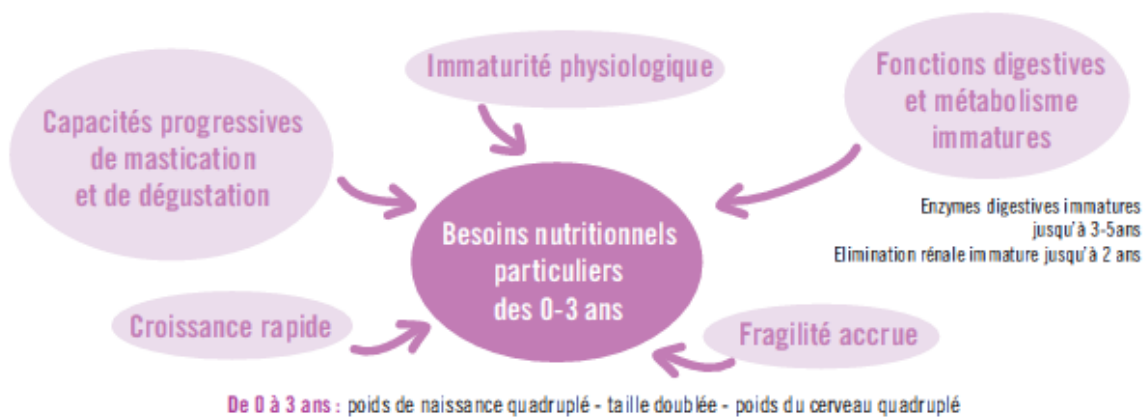 Immaturité physiologique
Fonctions digestives
et métabolisme
immatures
Capacités progressives
de mastication
et de dégustation
Enzymes digestives immatures
jusqu'à 3-5ans
Elimination rénale immature jusqu'à 2 ans
Besoins nutritionnels
particuliers
des 0-3 ans
Croissance rapide
Fragilité accrue
De 0 à 3 ans : poids de naissance quadruplé - taille doublée - poids du cerveau quadruplé